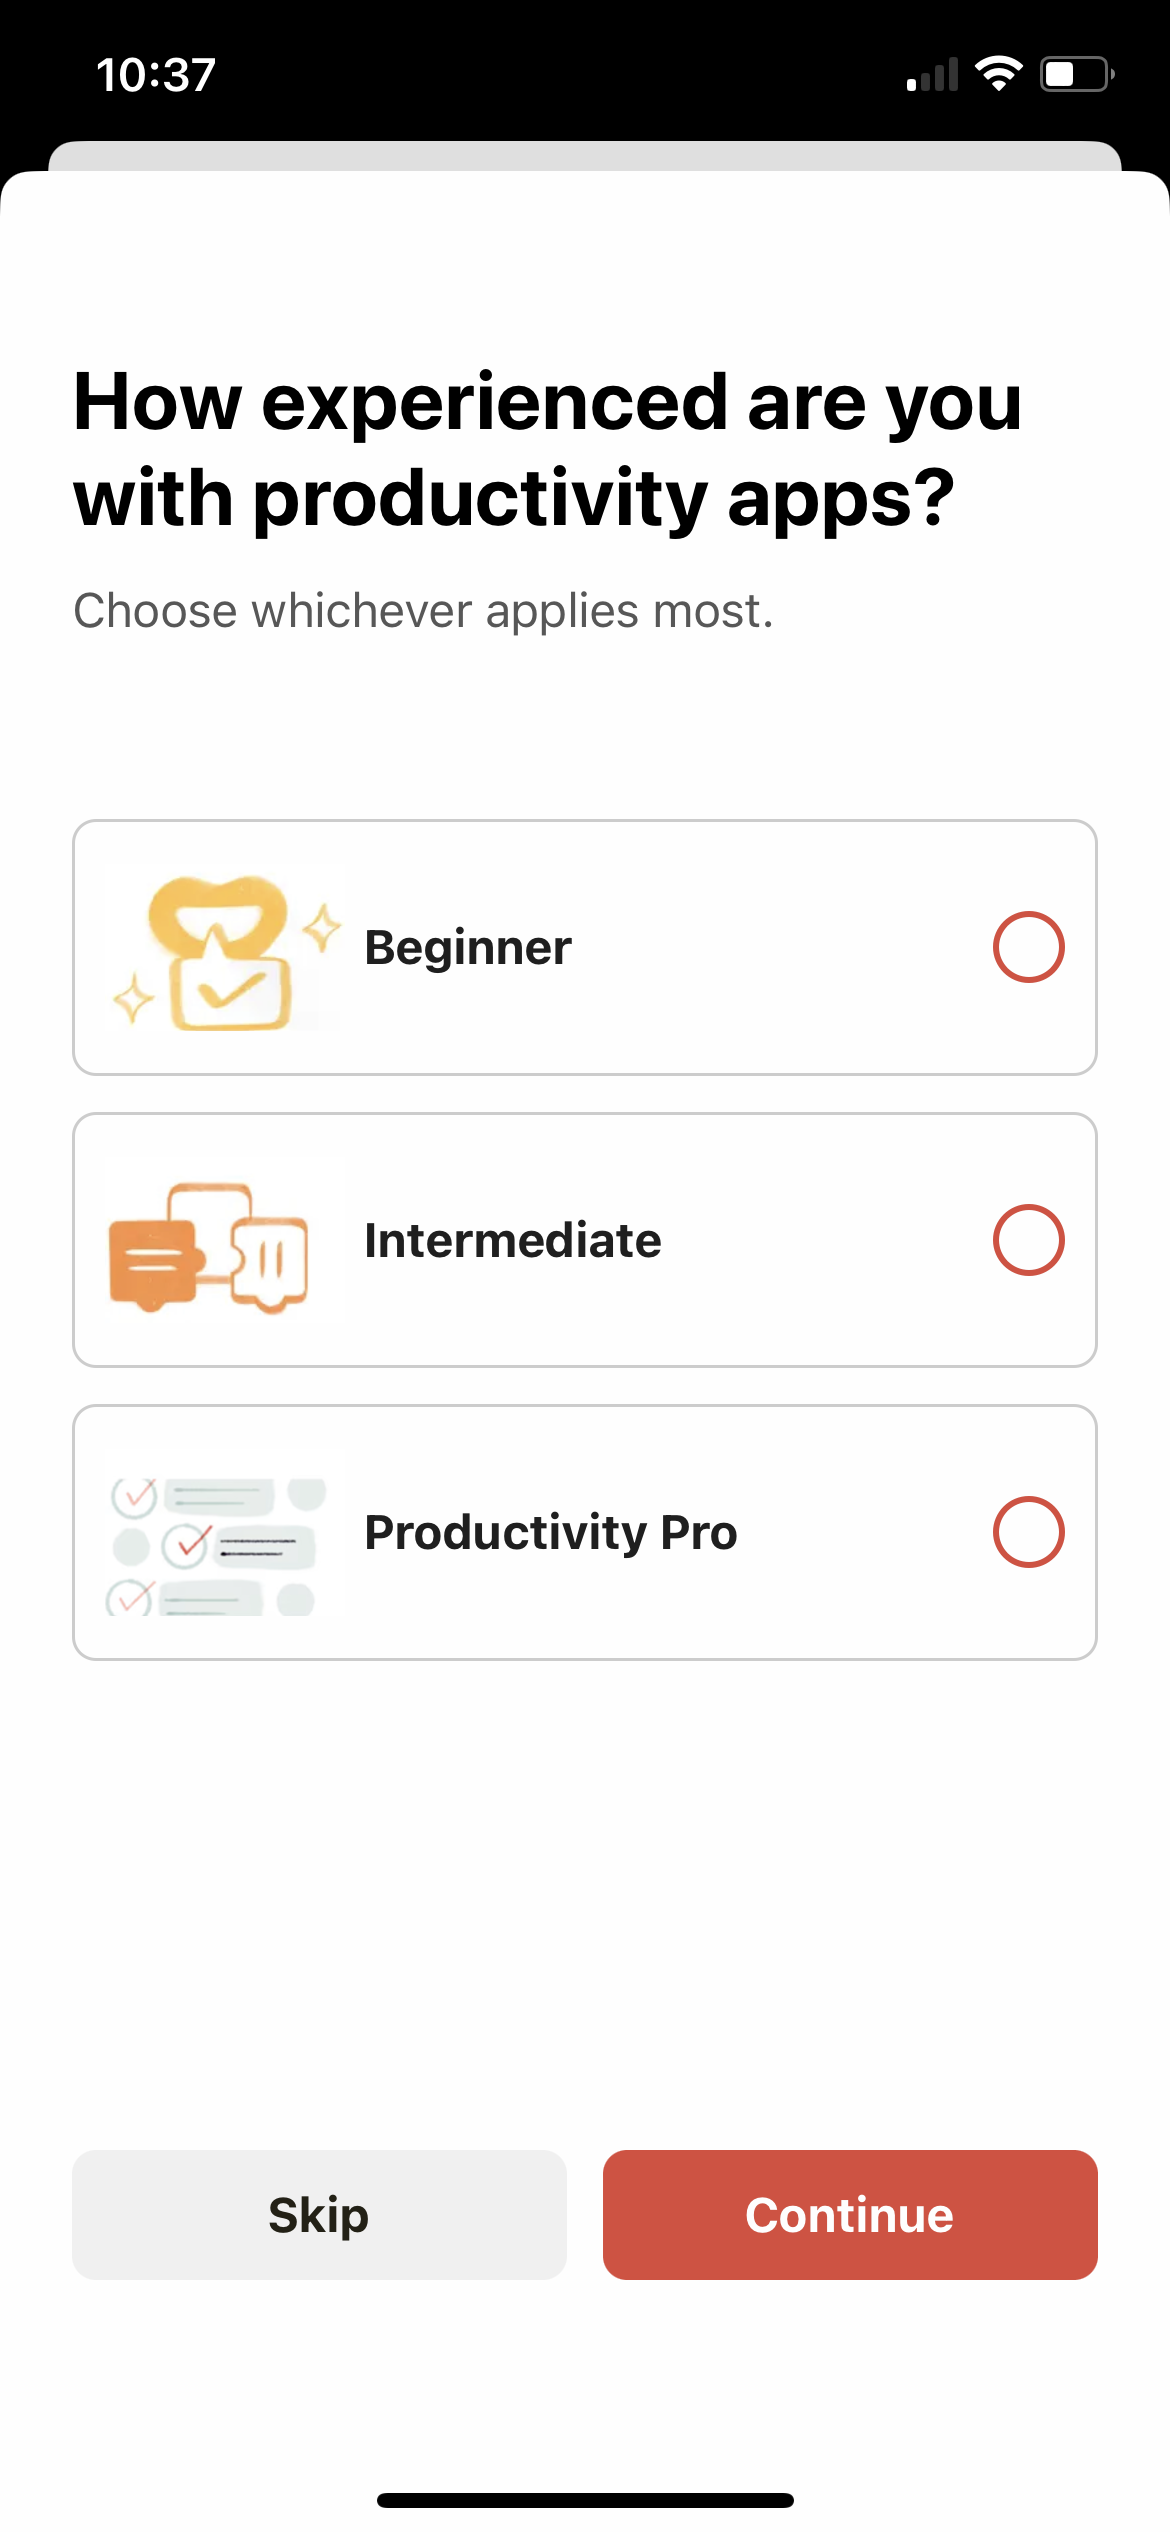 10:37
How experienced are you
with productivity apps?
Choose whichever applies most.
Beginner
Intermediate
Productivity Pro
Skip
Continue